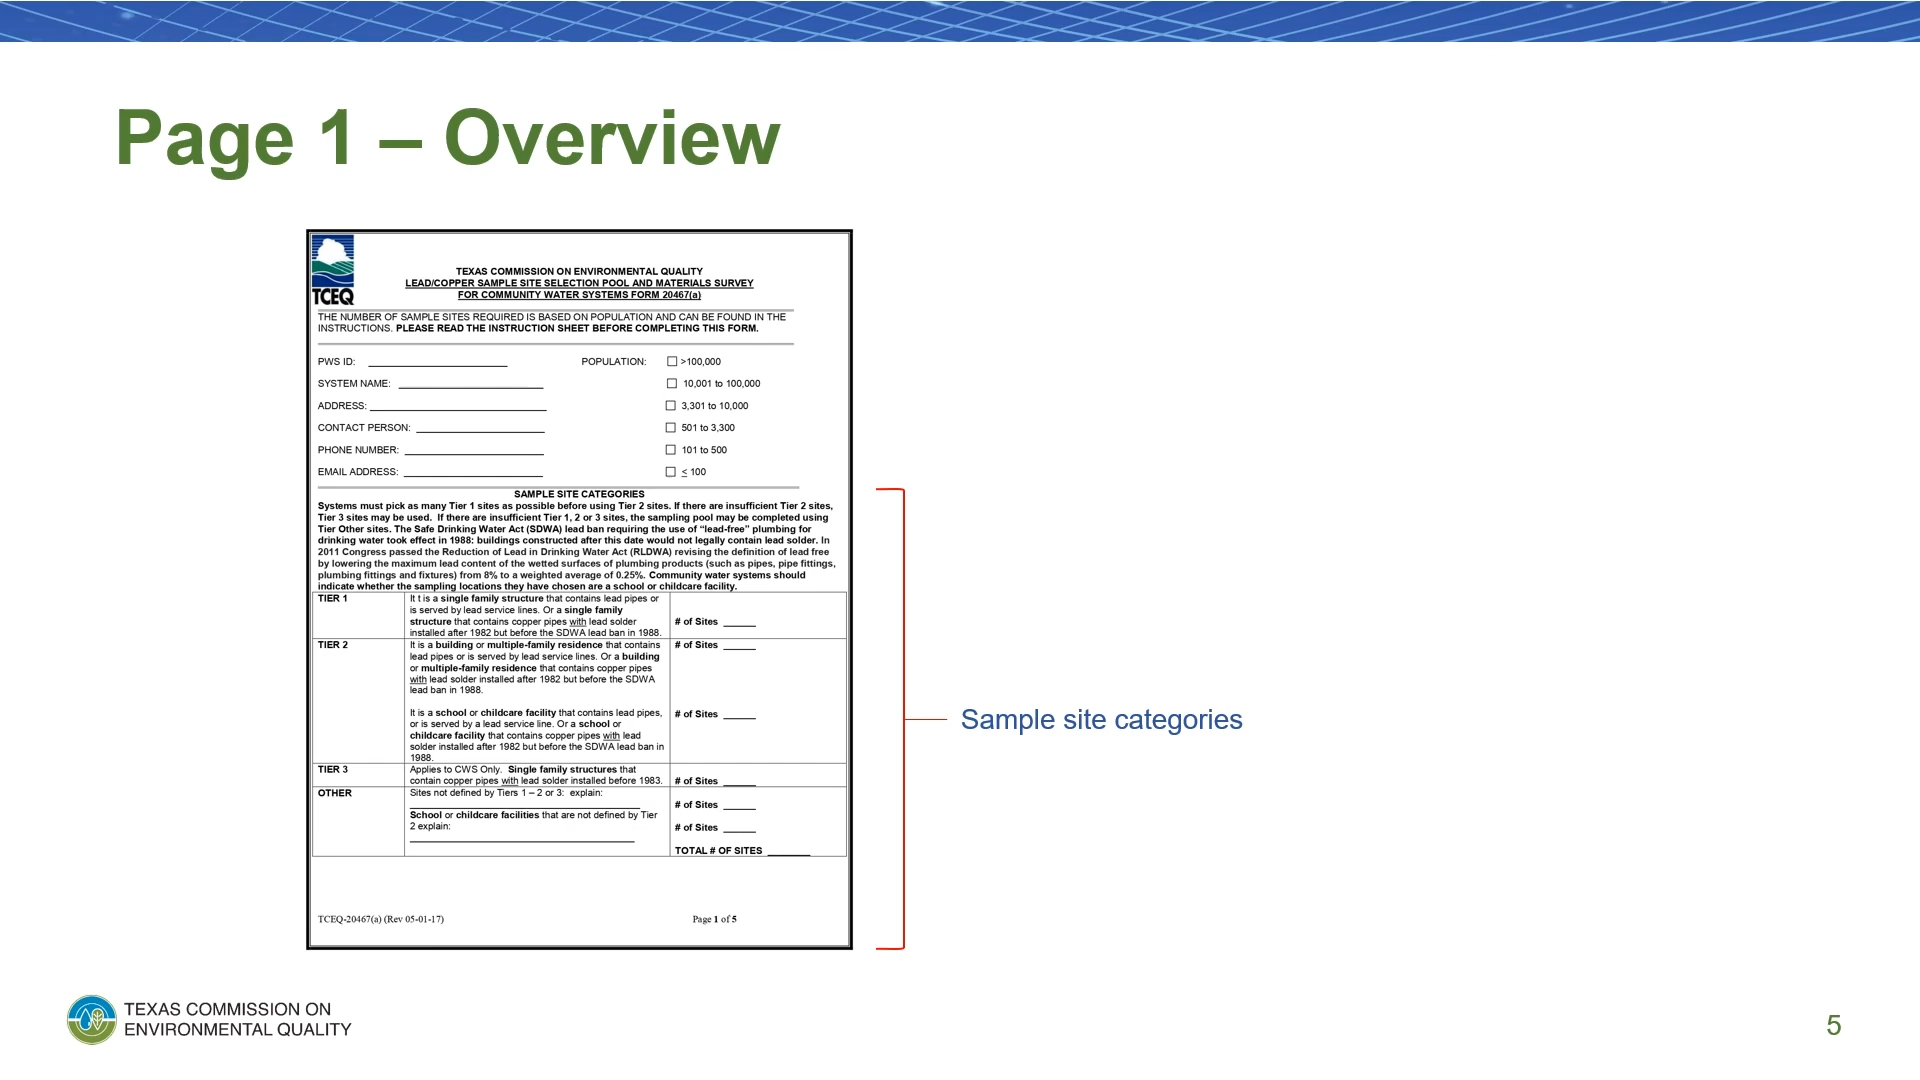 Page 1 – Overview
TCEQ
TEXAS COMMISSION ON ENVIRONMENTAL QUALITY
LEAD/COPPER SAMPLE SITE SELECTION POOL AND MATERIALS SURVEY
FOR COMMUNITY WATER SYSTEMS FORM 20467(a)
THE NUMBER OF SAMPLE SITES REQUIRED IS BASED ON POPULATION AND CAN BE FOUND IN THE
INSTRUCTIONS. PLEASE READ THE INSTRUCTION SHEET BEFORE COMPLETING THIS FORM.
PWS ID: POPULATION: >100,000
SYSTEM NAME: 10,001 to 100,000
ADDRESS: 3,301 to 10,000
CONTACT PERSON: 501 to 3,300
PHONE NUMBER: 101 to 500
EMAIL ADDRESS: ≤ 100
SAMPLE SITE CATEGORIES
Systems must pick as many Tier 1 sites as possible before using Tier 2 sites. If there are insufficient Tier 2 sites,
Tier 3 sites may be used. If there are insufficient Tier 1, 2 or 3 sites, the sampling pool may be completed using
Tier Other sites. The Safe Drinking Water Act (SDWA) lead ban requiring the use of “lead-free” plumbing for
drinking water took effect in 1988: buildings constructed after this date would not legally contain lead solder. In
2011 Congress passed the Reduction of Lead in Drinking Water Act (RLDWA) revising the definition of lead free
by lowering the maximum lead content of the wetted surfaces of plumbing products (such as pipes, pipe fittings,
plumbing fittings and fixtures) from 8% to a weighted average of 0.25%. Community water systems should
indicate whether the sampling locations they have chosen are a school or childcare facility.
TIER 1
It t is a single family structure that contains lead pipes or
is served by lead service lines. Or a single family
structure that contains copper pipes with lead solder
installed after 1982 but before the SDWA lead ban in 1988.
# of Sites
TIER 2
It is a building or multiple-family residence that contains
lead pipes or is served by lead service lines. Or a building
or multiple-family residence that contains copper pipes
with lead solder installed after 1982 but before the SDWA
lead ban in 1988.
# of Sites
It is a school or childcare facility that contains lead pipes,
or is served by a lead service line. Or a school or
childcare facility that contains copper pipes with lead
solder installed after 1982 but before the SDWA lead ban in
1988.
# of Sites
TIER 3
Applies to CWS Only. Single family structures that
contain copper pipes with lead solder installed before 1983.
# of Sites
OTHER
Sites not defined by Tiers 1 – 2 or 3: explain:
# of Sites
School or childcare facilities that are not defined by Tier
2 explain:
# of Sites
TOTAL # OF SITES
TCEQ-20467(a) (Rev 05-01-17) Page 1 of 5
Sample site categories
TEXAS COMMISSION ON
ENVIRONMENTAL QUALITY
5